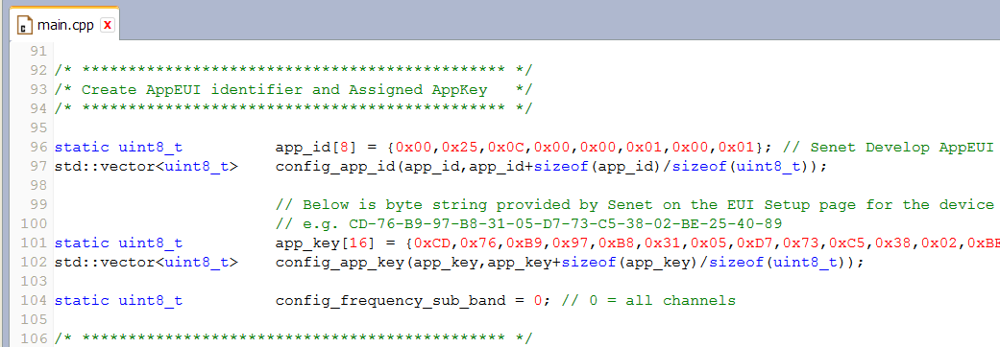 main.cpp x
91
92 /* ********************************************** */
93 /* Create AppEUI identifier and Assigned AppKey   */
94 /* ********************************************** */
95
96 static uint8_t          app_id[8] = {0x00,0x25,0x0C,0x00,0x00,0x01,0x00,0x01}; // Senet Develop AppEUI
97 std::vector<uint8_t>    config_app_id(app_id,app_id+sizeof(app_id)/sizeof(uint8_t));
98
99                         // Below is byte string provided by Senet on the EUI Setup page for the device
100                         // e.g. CD-76-B9-97-B8-31-05-D7-73-C5-38-02-BE-25-40-89
101 static uint8_t          app_key[16] = {0xCD,0x76,0xB9,0x97,0xB8,0x31,0x05,0xD7,0x73,0xC5,0x38,0x02,0xBE
102 std::vector<uint8_t>    config_app_key(app_key,app_key+sizeof(app_key)/sizeof(uint8_t));
103
104 static uint8_t          config_frequency_sub_band = 0; // 0 = all channels
105
106 /* ********************************************** */